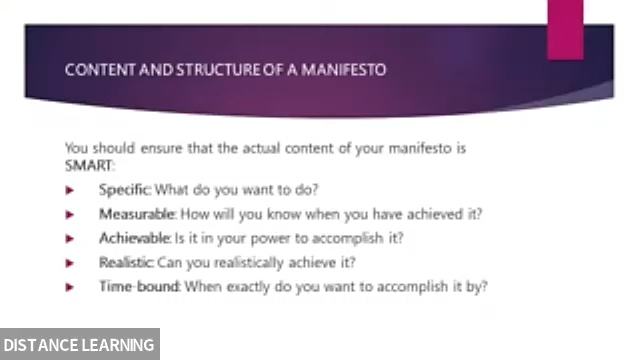 CONTENT AND STRUCTURE OF A MANIFESTO
You should ensure that the actual content of your manifesto is
SMART:
Specific: What do you want to do?
Measurable: How will you know when you have achieved it?
Achievable: Is it in your power to accomplish it?
Realistic: Can you realistically achieve it?
Time-bound: When exactly do you want to accomplish it by?
DISTANCE LEARNING